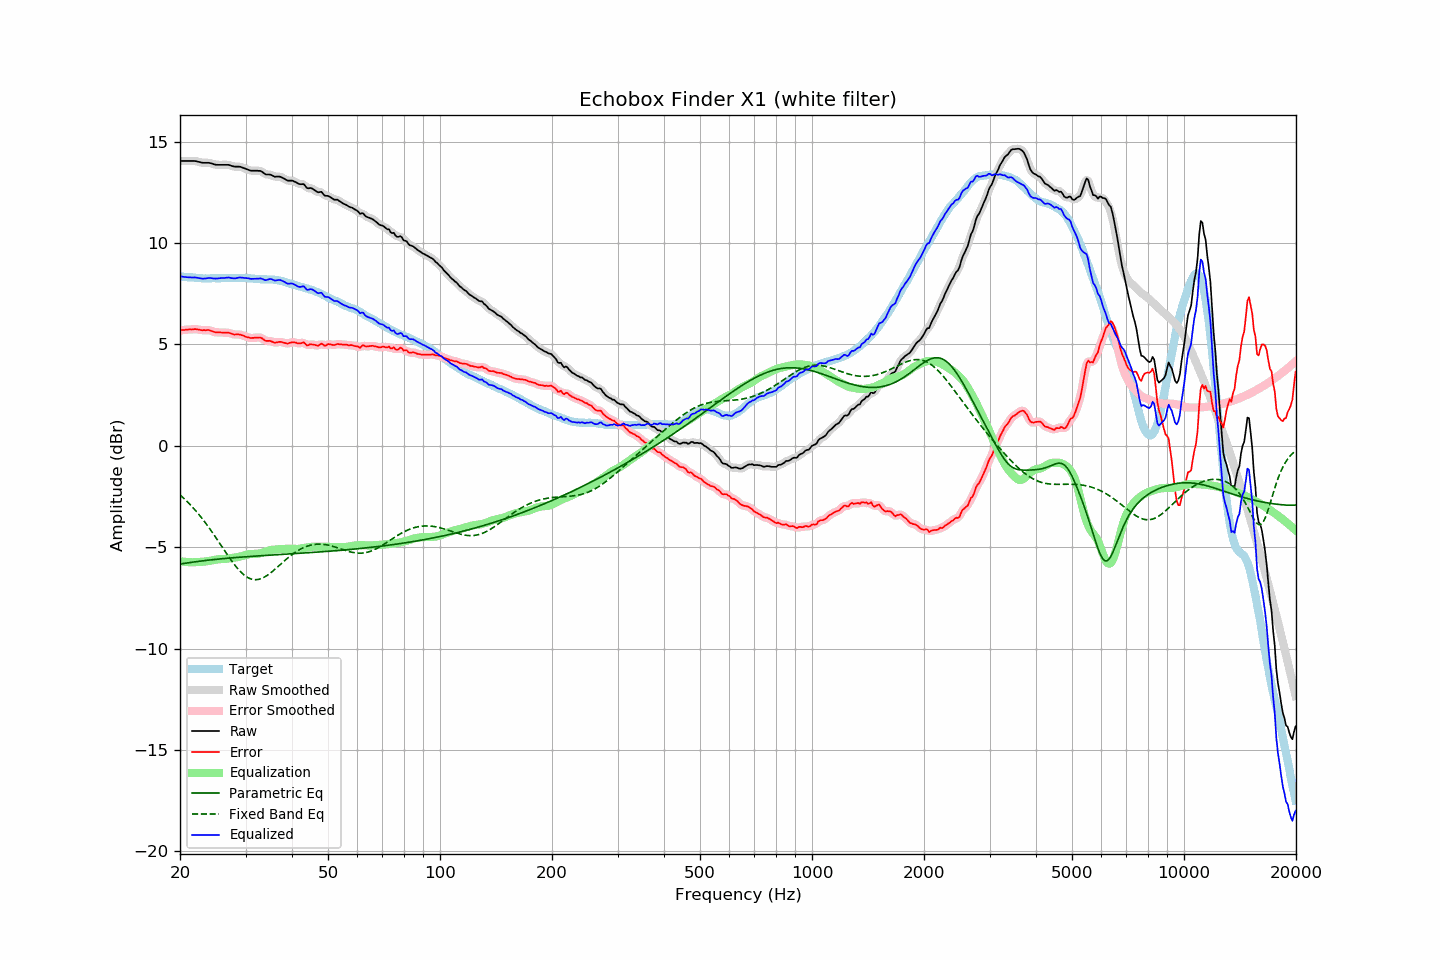 Echobox Finder X1 (white filter)
15
10
5
0
−5
−10
−15
−20
Amplitude (dBr)
Target
Raw Smoothed
Error Smoothed
Raw
Error
Equalization
Parametric Eq
Fixed Band Eq
Equalized
20 50 100 200 500 1000 2000 5000 10000 20000
Frequency (Hz)